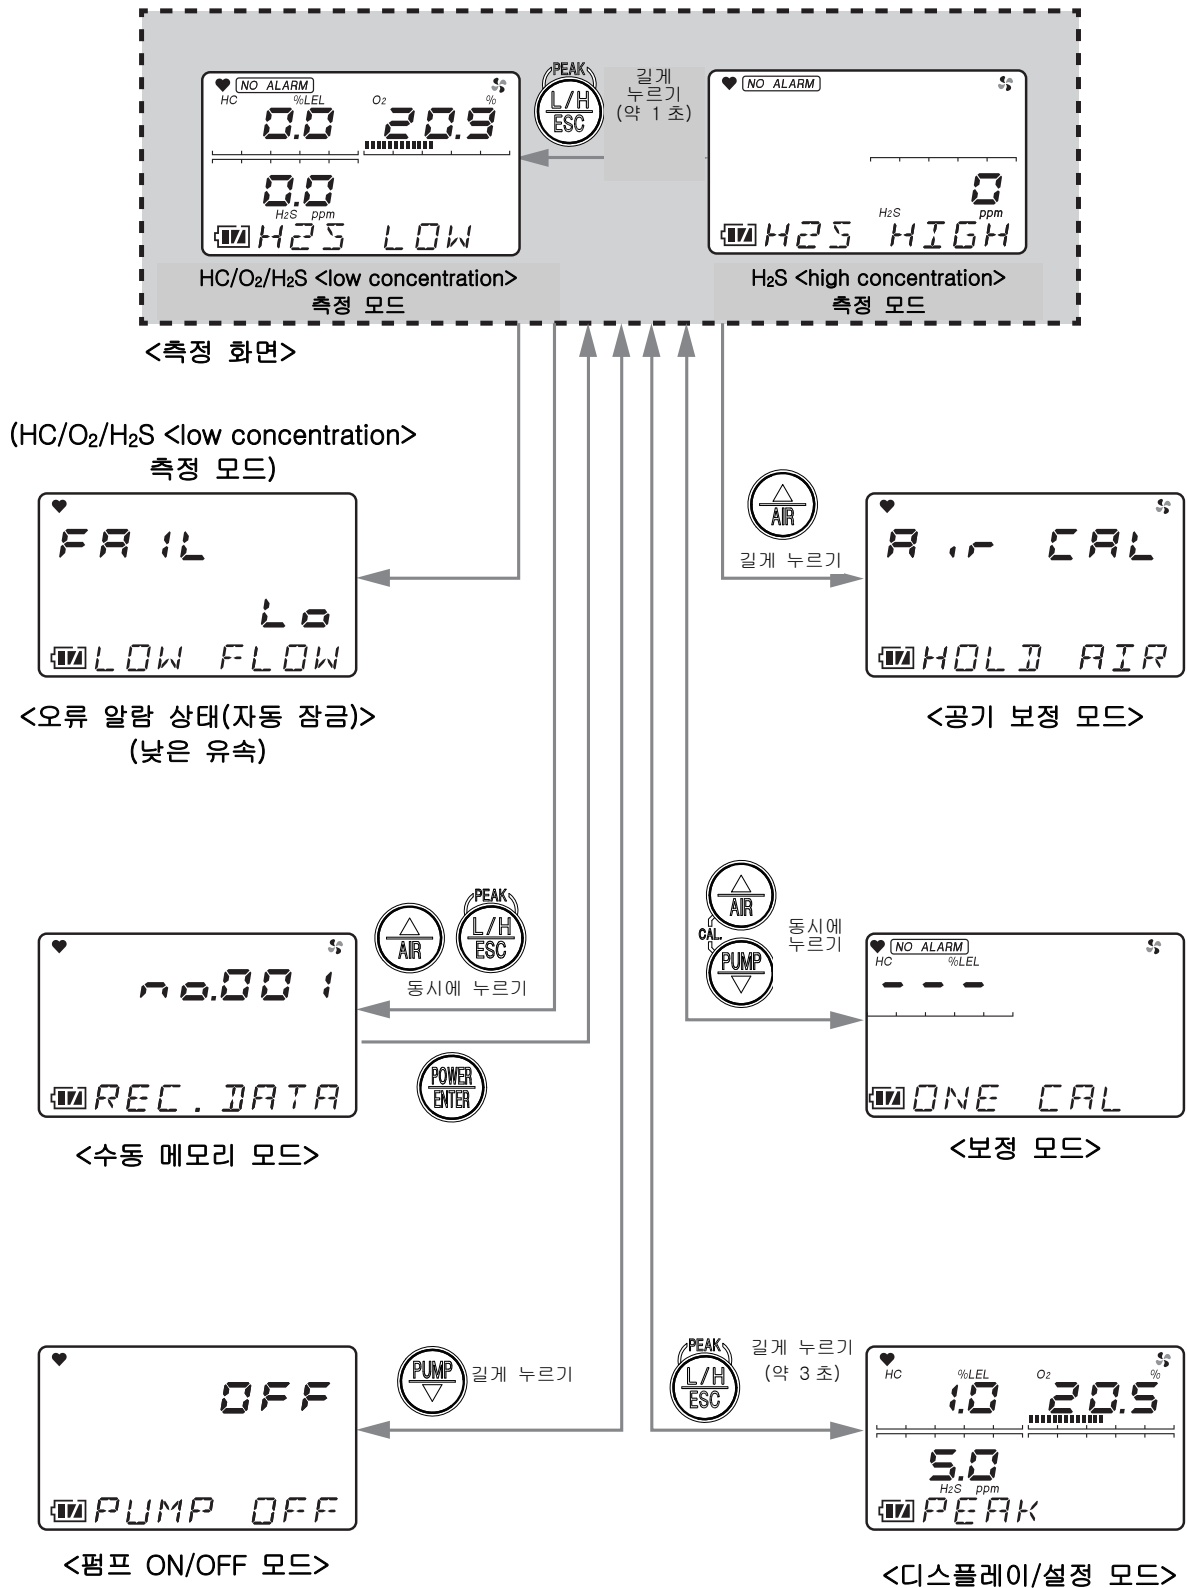 NO ALARM
HC %LEL O₂ %
0.0 20.9
0.0
H₂S ppm
H2S LOW
HC/O₂/H₂S <low concentration>
측정 모드
PEAK
L/H
ESC
길게
누르기
(약 1 초)
NO ALARM
0
H₂S ppm
H2S HIGH
H₂S <high concentration>
측정 모드
<측정 화면>
(HC/O₂/H₂S <low concentration>
측정 모드)
FAIL
Lo
LOW FLOW
<오류 알람 상태(자동 잠금)>
(낮은 유속)
△
AIR
길게 누르기
Air CAL
HOLD AIR
<공기 보정 모드>
no.001
REC.DATA
<수동 메모리 모드>
△
AIR
PEAK
L/H
ESC
동시에 누르기
POWER
ENTER
△
AIR
CAL.
PUMP
▽
동시에
누르기
NO ALARM
HC %LEL
- - -
ONE CAL
<보정 모드>
OFF
PUMP OFF
<펌프 ON/OFF 모드>
PUMP
▽
길게 누르기
PEAK
L/H
ESC
길게 누르기
(약 3 초)
HC %LEL O₂ %
1.0 20.5
5.0
H₂S ppm
PEAK
<디스플레이/설정 모드>